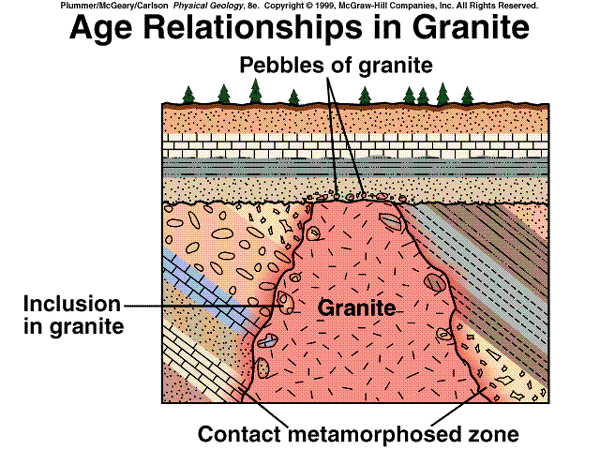 Plummer/McGeary/Carlson Physical Geology, 8e. Copyright © 1999, McGraw-Hill Companies, Inc. All Rights Reserved.
Age Relationships in Granite
Pebbles of granite
Inclusion
in granite
Granite
Contact metamorphosed zone